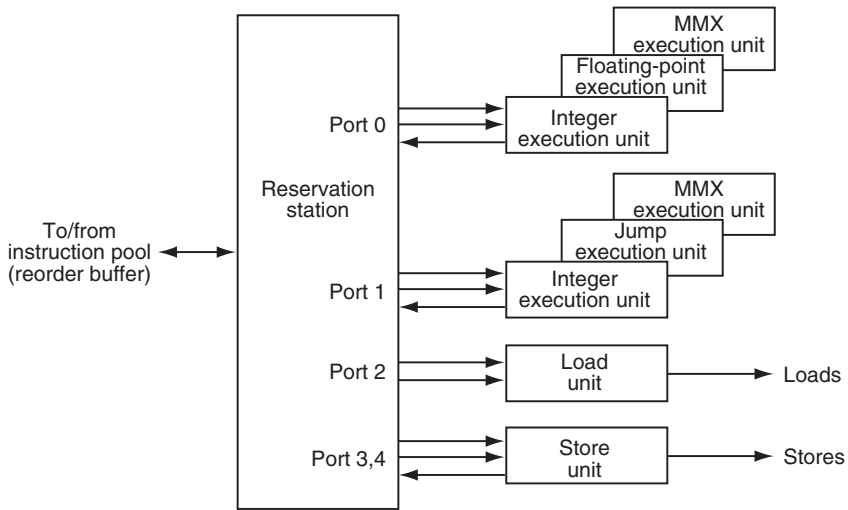 MMX
execution unit
Floating-point
execution unit
Port 0
Integer
execution unit
Reservation
station
MMX
execution unit
To/from
instruction pool
(reorder buffer)
Jump
execution unit
Port 1
Integer
execution unit
Port 2
Load
unit
Loads
Port 3,4
Store
unit
Stores